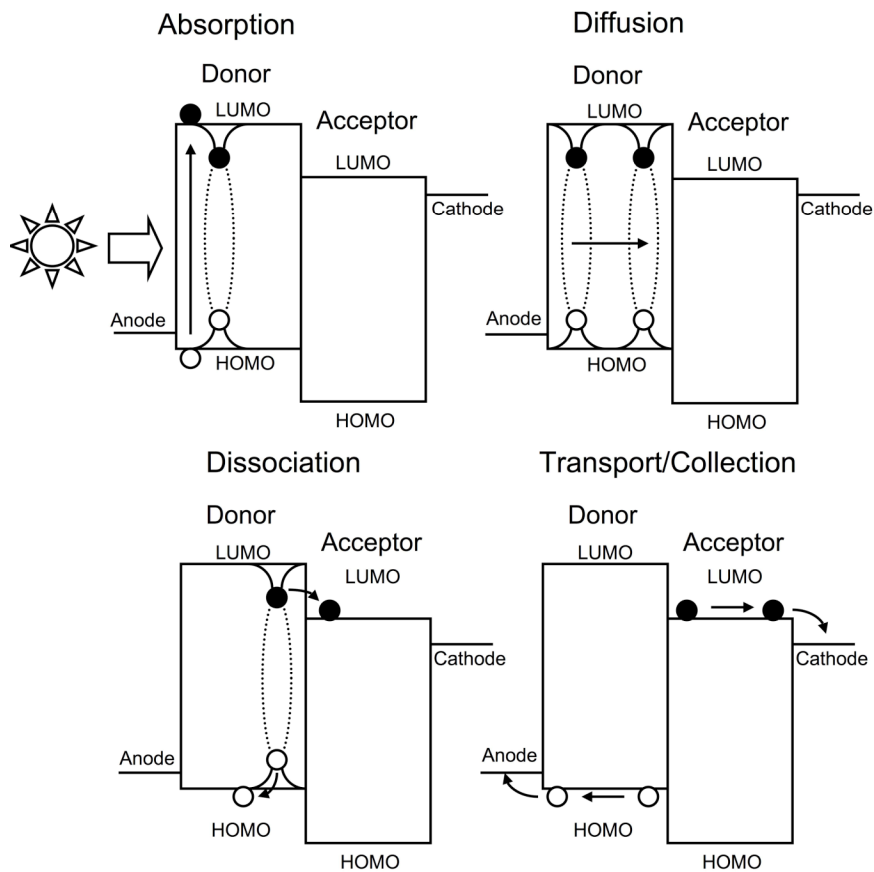 Absorption
Donor
LUMO
Acceptor
LUMO
Cathode
Anode
HOMO
HOMO
Diffusion
Donor
LUMO
Acceptor
LUMO
Cathode
Anode
HOMO
HOMO
Dissociation
Donor
LUMO
Acceptor
LUMO
Cathode
Anode
HOMO
HOMO
Transport/Collection
Donor
LUMO
Acceptor
LUMO
Cathode
Anode
HOMO
HOMO